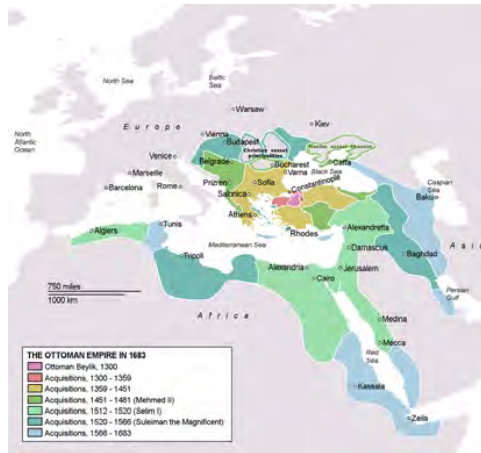 North Sea
Baltic Sea
Warsaw
Kiev
Europe
Vienna
Budapest
Christian vassal principalities
North Atlantic Ocean
Venice
Belgrade
Bucharest
Varna
Caffa
Black Sea
Marseille
Caspian Sea
Barcelona
Rome
Prizren
Sofia
Constantinople
Baku
Salonica
Athens
Algiers
Tunis
Rhodes
Alexandretta
Mediterranean Sea
Damascus
Baghdad
Asi
Tripoli
Alexandria
Jerusalem
Cairo
Persian Gulf
750 miles
1000 km
Africa
Medina
Red Sea
Mecca
Kassala
Zeila
THE OTTOMAN EMPIRE IN 1683
Ottoman Beylik, 1300
Acquisitions, 1300 - 1359
Acquisitions, 1359 - 1451
Acquisitions, 1451 - 1481 (Mehmed II)
Acquisitions, 1512 - 1520 (Selim I)
Acquisitions, 1520 - 1566 (Suleiman the Magnificent)
Acquisitions, 1566 - 1683